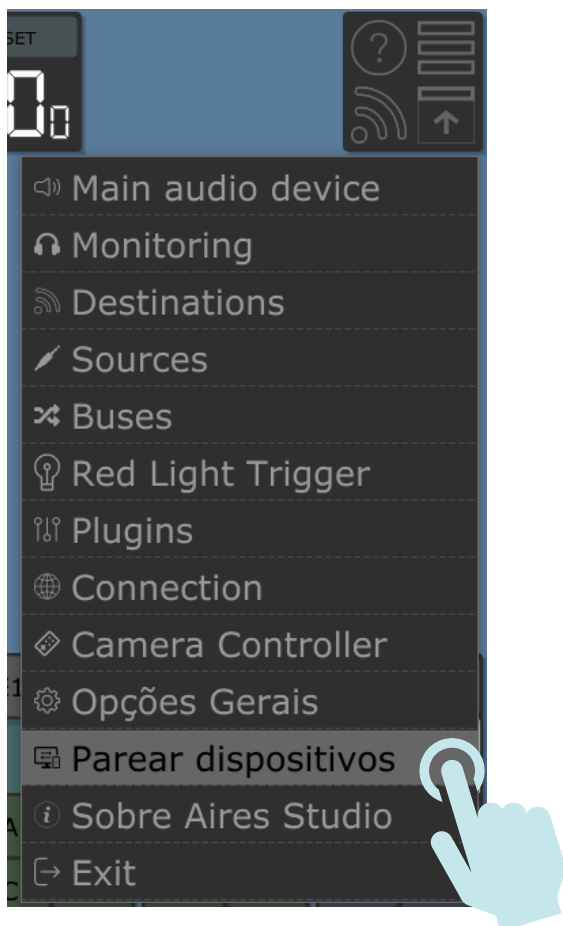 SET
00
?
Main audio device
Monitoring
Destinations
Sources
Buses
Red Light Trigger
Plugins
Connection
Camera Controller
Opções Gerais
Parear dispositivos
i Sobre Aires Studio
Exit